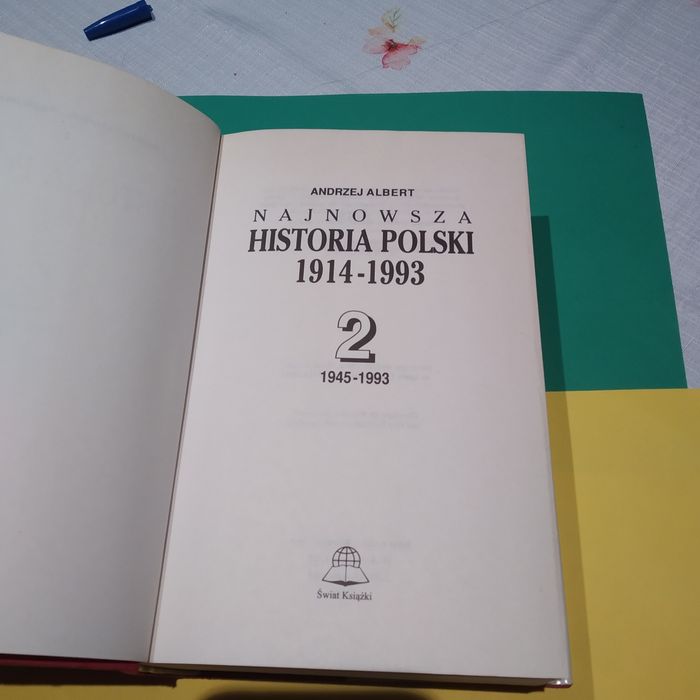 ANDRZEJ ALBERT
NAJNOWSZA
HISTORIA POLSKI
1914-1993
2
1945-1993
Świat Książki